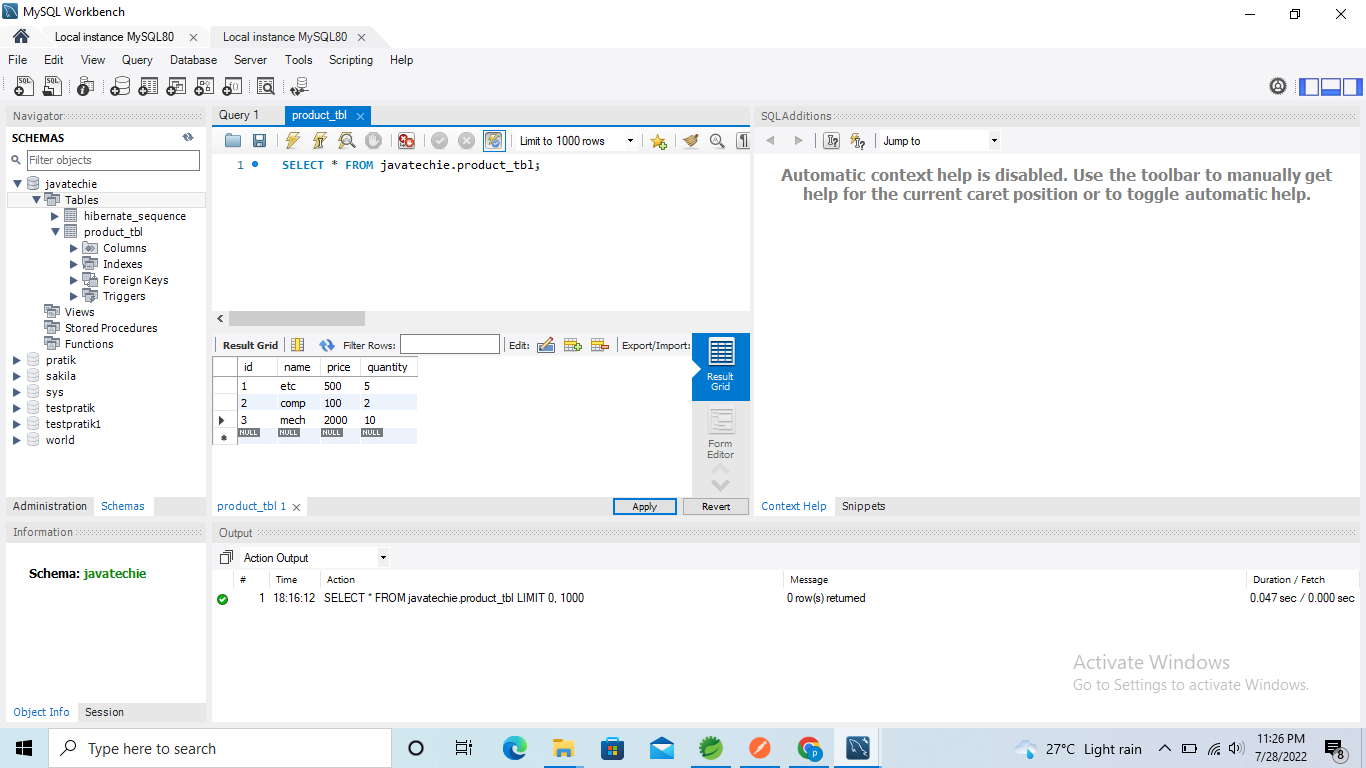 MySQL Workbench
Local instance MySQL80
Local instance MySQL80
File Edit View Query Database Server Tools Scripting Help
Navigator
SCHEMAS
Filter objects
javatechie
Tables
hibernate_sequence
product_tbl
Columns
Indexes
Foreign Keys
Triggers
Views
Stored Procedures
Functions
pratik
sakila
sys
testpratik
testpratik1
world
Administration Schemas
Information
Schema: javatechie
Object Info Session
Query 1 product_tbl
Limit to 1000 rows
1 SELECT * FROM javatechie.product_tbl;
Result Grid Filter Rows: Edit: Export/Import:
id name price quantity
1 etc 500 5
2 comp 100 2
3 mech 2000 10
NULL NULL NULL NULL
Result Grid
Form Editor
product_tbl 1 Apply Revert
SQLAdditions
Jump to
Automatic context help is disabled. Use the toolbar to manually get
help for the current caret position or to toggle automatic help.
Context Help Snippets
Output
Action Output
# Time Action Message Duration / Fetch
1 18:16:12 SELECT * FROM javatechie.product_tbl LIMIT 0, 1000 0 row(s) returned 0.047 sec / 0.000 sec
Activate Windows
Go to Settings to activate Windows.
Type here to search
27°C Light rain
11:26 PM
7/28/2022
8